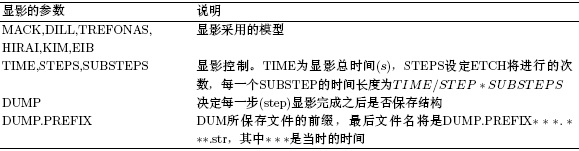 显影的参数 说明
MACK,DILL,TREFONAS, 显影采用的模型
HIRAI,KIM,EIB
TIME,STEPS,SUBSTEPS 显影控制。TIME为显影总时间(s)，STEPS设定ETCH将进行的次
数，每一个SUBSTEP的时间长度为TIME/STEP * SUBSTEPS
DUMP 决定每一步(step)显影完成之后是否保存结构
DUMP.PREFIX DUM所保存文件的前缀，最后文件名将是DUMP.PREFIX∗∗∗.∗
∗∗.str，其中∗∗∗是当时的时间